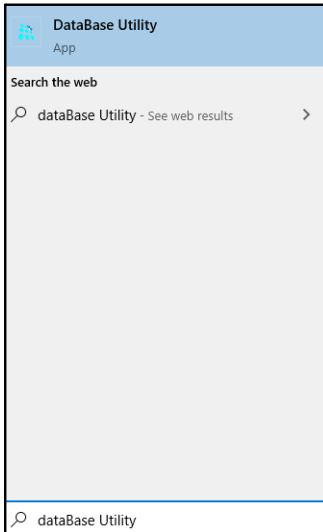 DataBase Utility
App
Search the web
dataBase Utility - See web results
dataBase Utility